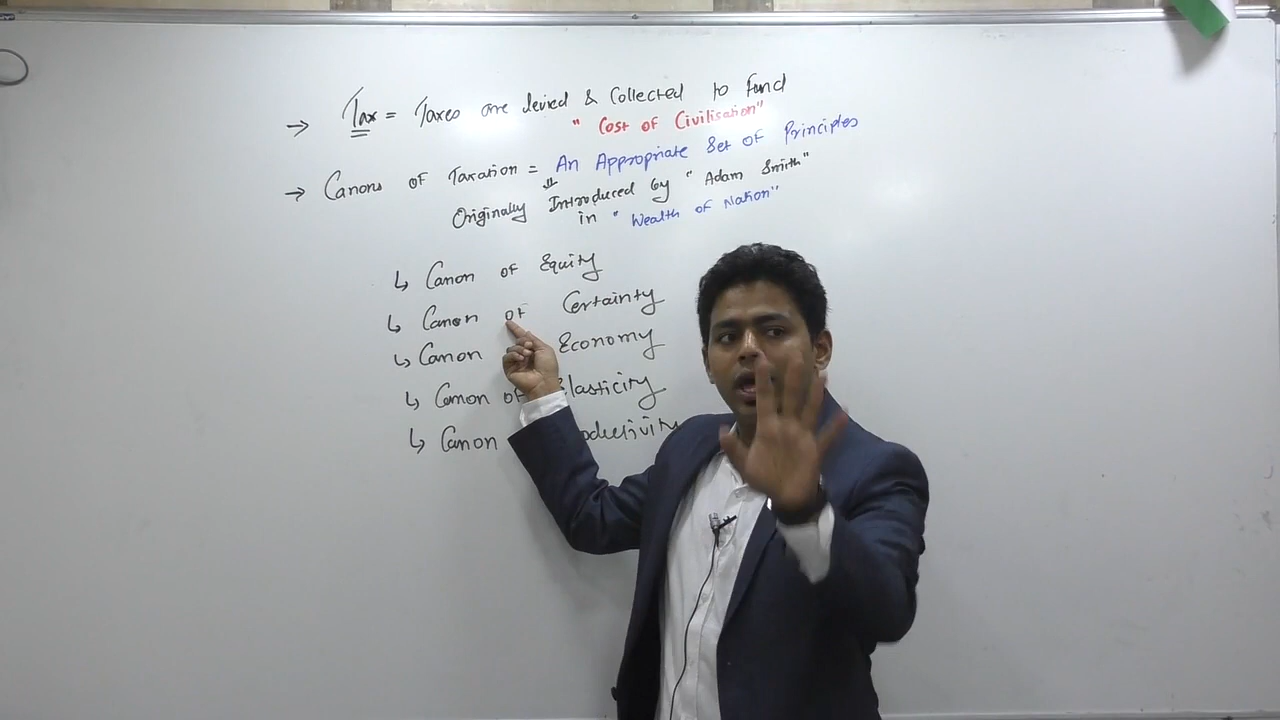 → Tax = Taxes are levied & Collected to Fund
" Cost of Civilisation"
→ Canons of Taxation = An Appropriate Set of Principles
Originally Introduced by " Adam Smith"
in " Wealth of Nation"
↳ Canon of Equity
↳ Canon of Certainty
↳ Canon Economy
↳ Canon of Elasticity
↳ Canon